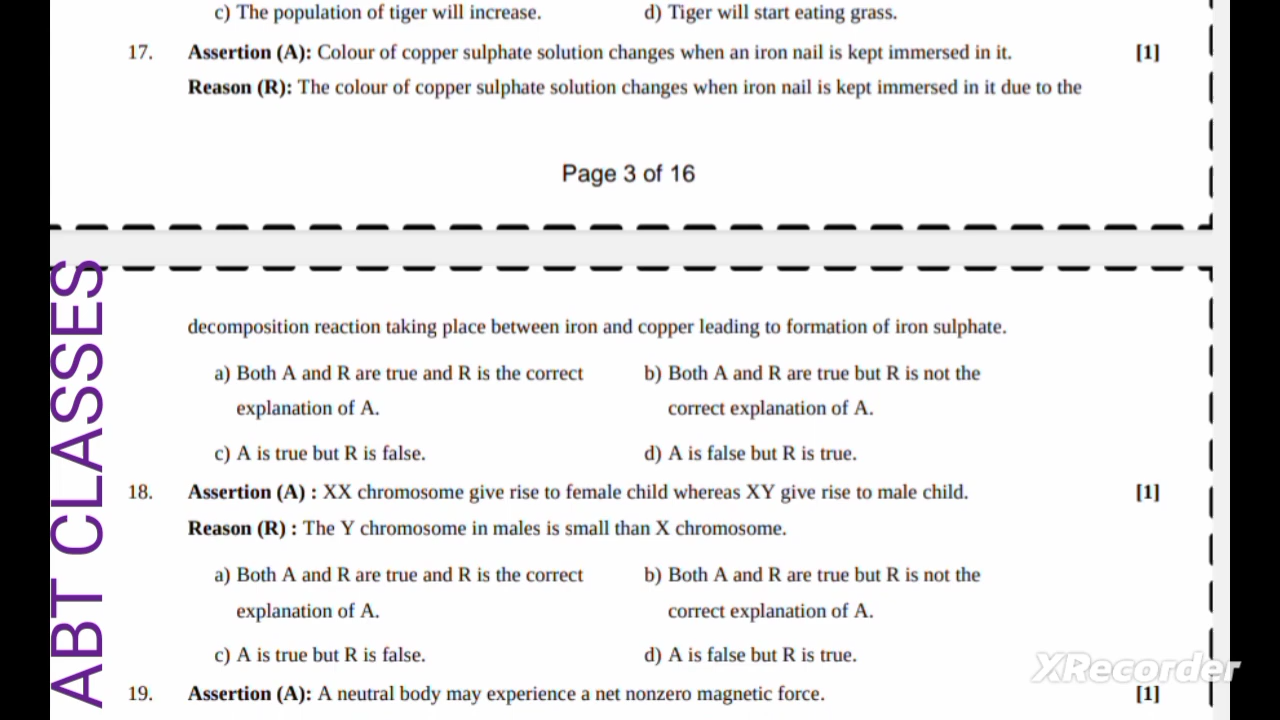 c) The population of tiger will increase. d) Tiger will start eating grass.
17. Assertion (A): Colour of copper sulphate solution changes when an iron nail is kept immersed in it. [1]
Reason (R): The colour of copper sulphate solution changes when iron nail is kept immersed in it due to the
Page 3 of 16
ABT CLASSES
decomposition reaction taking place between iron and copper leading to formation of iron sulphate.
a) Both A and R are true and R is the correct b) Both A and R are true but R is not the
explanation of A. correct explanation of A.
c) A is true but R is false. d) A is false but R is true.
18. Assertion (A) : XX chromosome give rise to female child whereas XY give rise to male child. [1]
Reason (R) : The Y chromosome in males is small than X chromosome.
a) Both A and R are true and R is the correct b) Both A and R are true but R is not the
explanation of A. correct explanation of A.
c) A is true but R is false. d) A is false but R is true.
XRecorder
19. Assertion (A): A neutral body may experience a net nonzero magnetic force. [1]